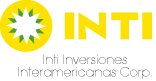 INTI
Inti Inversiones
Interamericanas Corp.